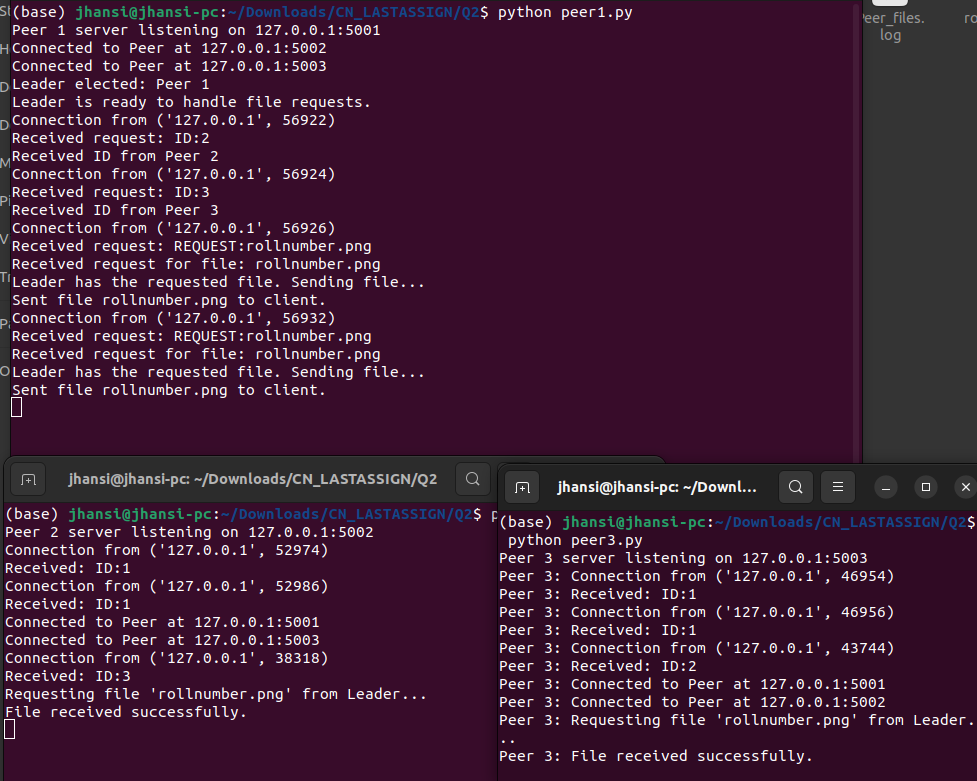 (base) jhansi@jhansi-pc:~/Downloads/CN_LASTASSIGN/Q2$ python peer1.py
Peer 1 server listening on 127.0.0.1:5001
Connected to Peer at 127.0.0.1:5002
Connected to Peer at 127.0.0.1:5003
Leader elected: Peer 1
Leader is ready to handle file requests.
Connection from ('127.0.0.1', 56922)
Received request: ID:2
Received ID from Peer 2
Connection from ('127.0.0.1', 56924)
Received request: ID:3
Received ID from Peer 3
Connection from ('127.0.0.1', 56926)
Received request: REQUEST:rollnumber.png
Received request for file: rollnumber.png
Leader has the requested file. Sending file...
Sent file rollnumber.png to client.
Connection from ('127.0.0.1', 56932)
Received request: REQUEST:rollnumber.png
Received request for file: rollnumber.png
Leader has the requested file. Sending file...
Sent file rollnumber.png to client.
eer_files.
log
ro
jhansi@jhansi-pc: ~/Downloads/CN_LASTASSIGN/Q2
(base) jhansi@jhansi-pc:~/Downloads/CN_LASTASSIGN/Q2$ p
Peer 2 server listening on 127.0.0.1:5002
Connection from ('127.0.0.1', 52974)
Received: ID:1
Connection from ('127.0.0.1', 52986)
Received: ID:1
Connected to Peer at 127.0.0.1:5001
Connected to Peer at 127.0.0.1:5003
Connection from ('127.0.0.1', 38318)
Received: ID:3
Requesting file 'rollnumber.png' from Leader...
File received successfully.
jhansi@jhansi-pc: ~/Downl...
(base) jhansi@jhansi-pc:~/Downloads/CN_LASTASSIGN/Q2$
python peer3.py
Peer 3 server listening on 127.0.0.1:5003
Peer 3: Connection from ('127.0.0.1', 46954)
Peer 3: Received: ID:1
Peer 3: Connection from ('127.0.0.1', 46956)
Peer 3: Received: ID:1
Peer 3: Connection from ('127.0.0.1', 43744)
Peer 3: Received: ID:2
Peer 3: Connected to Peer at 127.0.0.1:5001
Peer 3: Connected to Peer at 127.0.0.1:5002
Peer 3: Requesting file 'rollnumber.png' from Leader.
..
Peer 3: File received successfully.